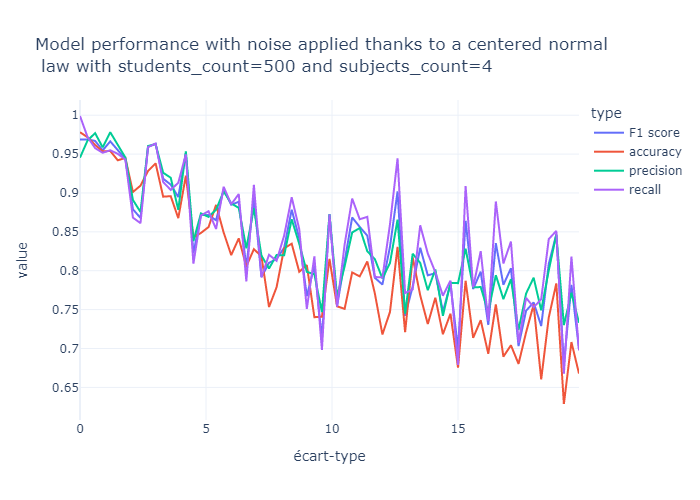 Model performance with noise applied thanks to a centered normal
law with students_count=500 and subjects_count=4
type
F1 score
accuracy
precision
recall
value
1
0.95
0.9
0.85
0.8
0.75
0.7
0.65
0
5
10
15
écart-type